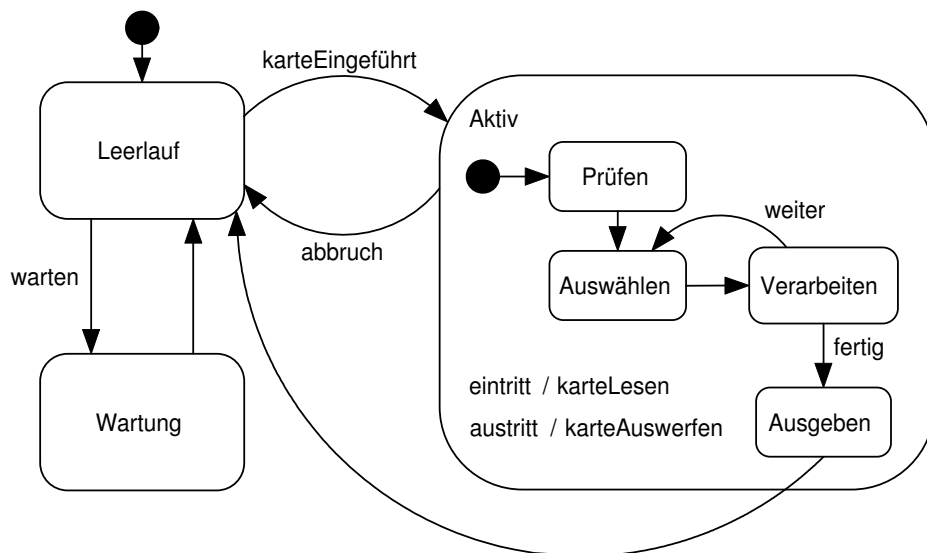 karteEingeführt
Leerlauf
abbruch
warten
Wartung
Aktiv
Prüfen
weiter
Auswählen
Verarbeiten
fertig
eintritt / karteLesen
austritt / karteAuswerfen
Ausgeben